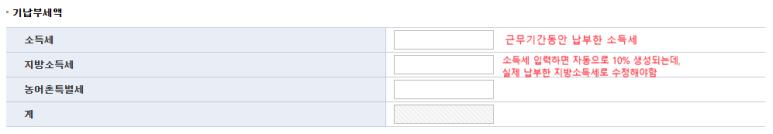 · 기납부세액
소득세 근무기간동안 납부한 소득세
지방소득세 소득세 입력하면 자동으로 10% 생성되는데,
실제 납부한 지방소득세로 수정해야함
농어촌특별세
계